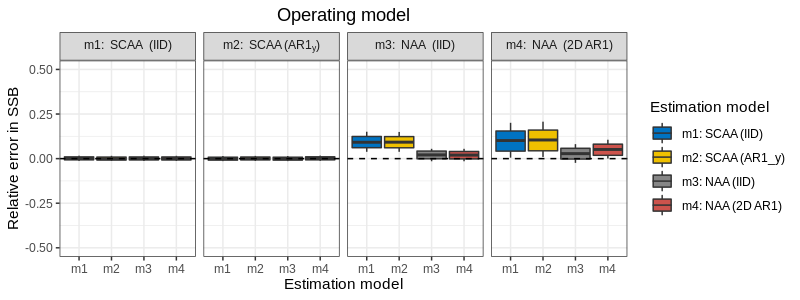 Operating model
m1: SCAA (IID)
m2: SCAA (AR1y)
m3: NAA (IID)
m4: NAA (2D AR1)
Relative error in SSB
0.50
0.25
0.00
-0.25
-0.50
m1 m2 m3 m4
m1 m2 m3 m4
m1 m2 m3 m4
m1 m2 m3 m4
Estimation model
Estimation model
m1: SCAA (IID)
m2: SCAA (AR1_y)
m3: NAA (IID)
m4: NAA (2D AR1)